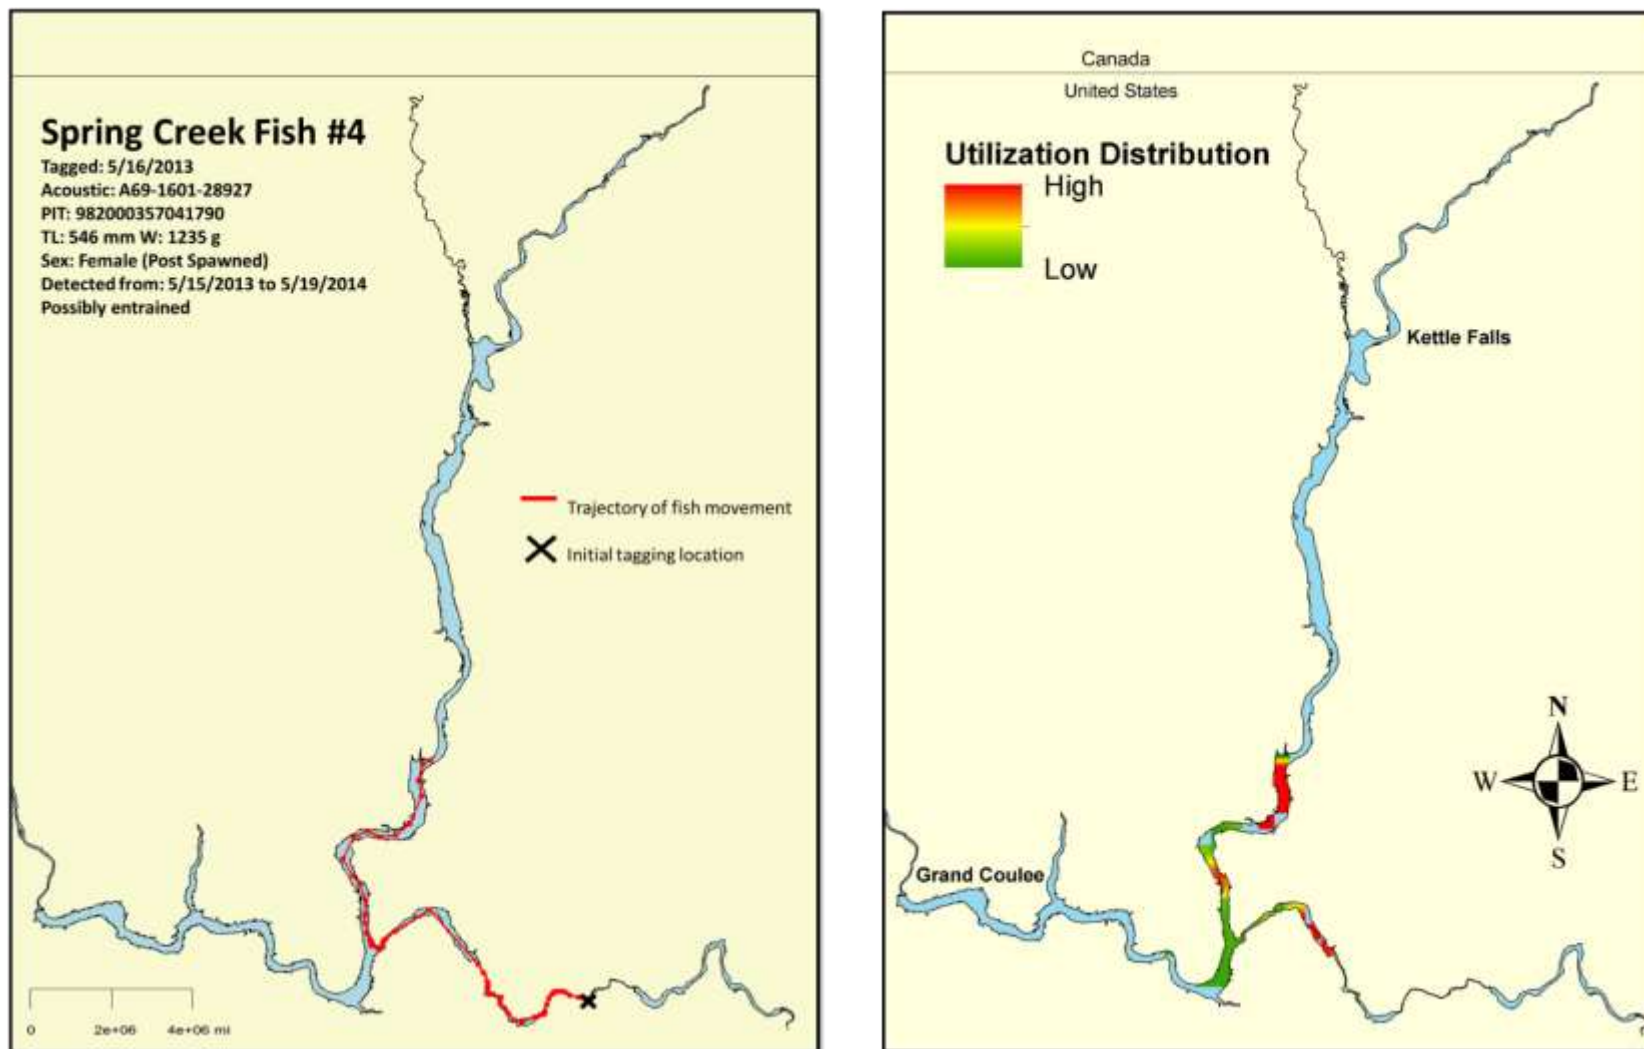 Spring Creek Fish #4
Tagged: 5/16/2013
Acoustic: A69-1601-28927
PIT: 982000357041790
TL: 546 mm W: 1235 g
Sex: Female (Post Spawned)
Detected from: 5/15/2013 to 5/19/2014
Possibly entrained
Trajectory of fish movement
Initial tagging location
0 2e+06 4e+06 mi
Canada
United States
Utilization Distribution
High
Low
Kettle Falls
Grand Coulee
N
W E
S